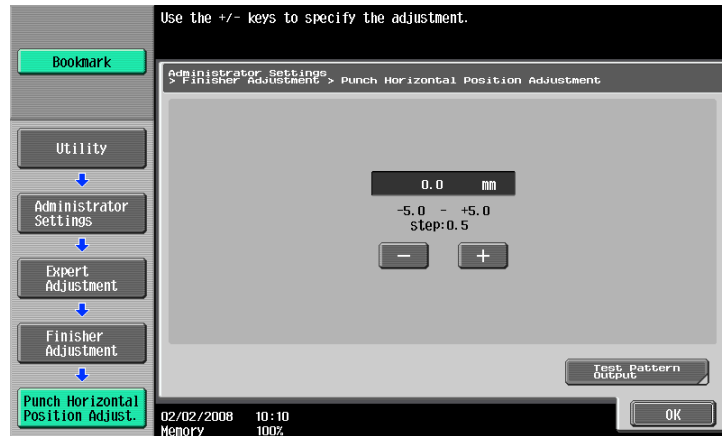 Use the +/- keys to specify the adjustment.
Bookmark
Administrator Settings
> Finisher Adjustment > Punch Horizontal Position Adjustment
Utility
Administrator
Settings
Expert
Adjustment
Finisher
Adjustment
Punch Horizontal
Position Adjust.
0.0 mm
-5.0 - +5.0
step:0.5
− +
Test Pattern
Output
OK
02/02/2008 10:10
Memory 100%